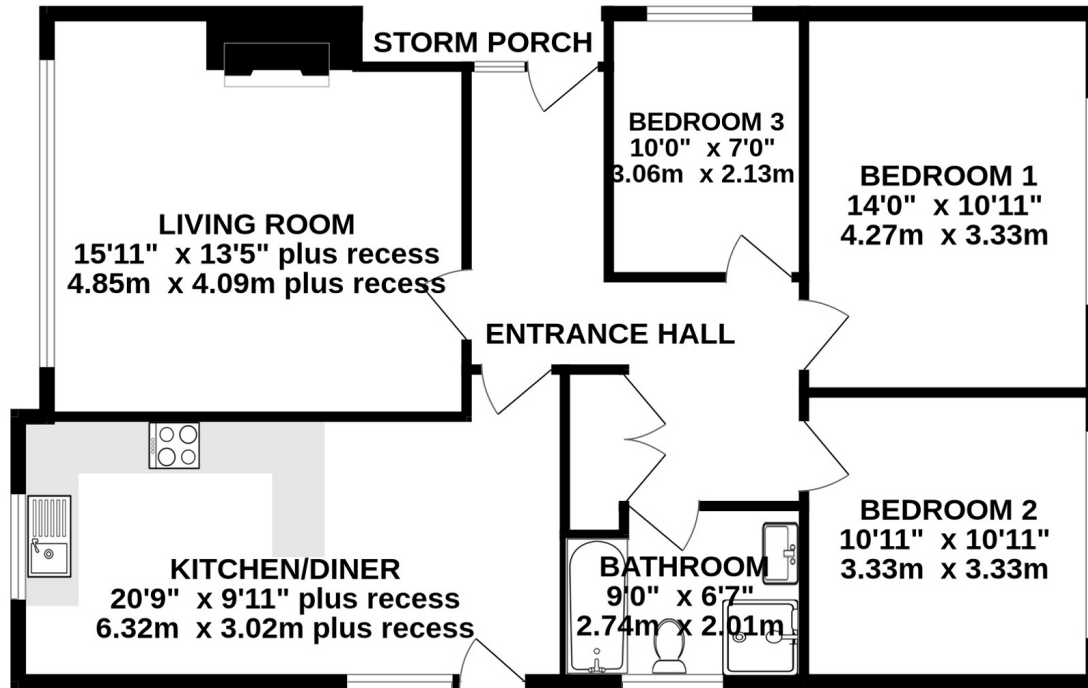 STORM PORCH
BEDROOM 3
10'0" x 7'0"
3.06m x 2.13m
BEDROOM 1
14'0" x 10'11"
4.27m x 3.33m
LIVING ROOM
15'11" x 13'5" plus recess
4.85m x 4.09m plus recess
ENTRANCE HALL
BEDROOM 2
10'11" x 10'11"
3.33m x 3.33m
KITCHEN/DINER
20'9" x 9'11" plus recess
6.32m x 3.02m plus recess
BATHROOM
9'0" x 6'7"
2.74m x 2.01m